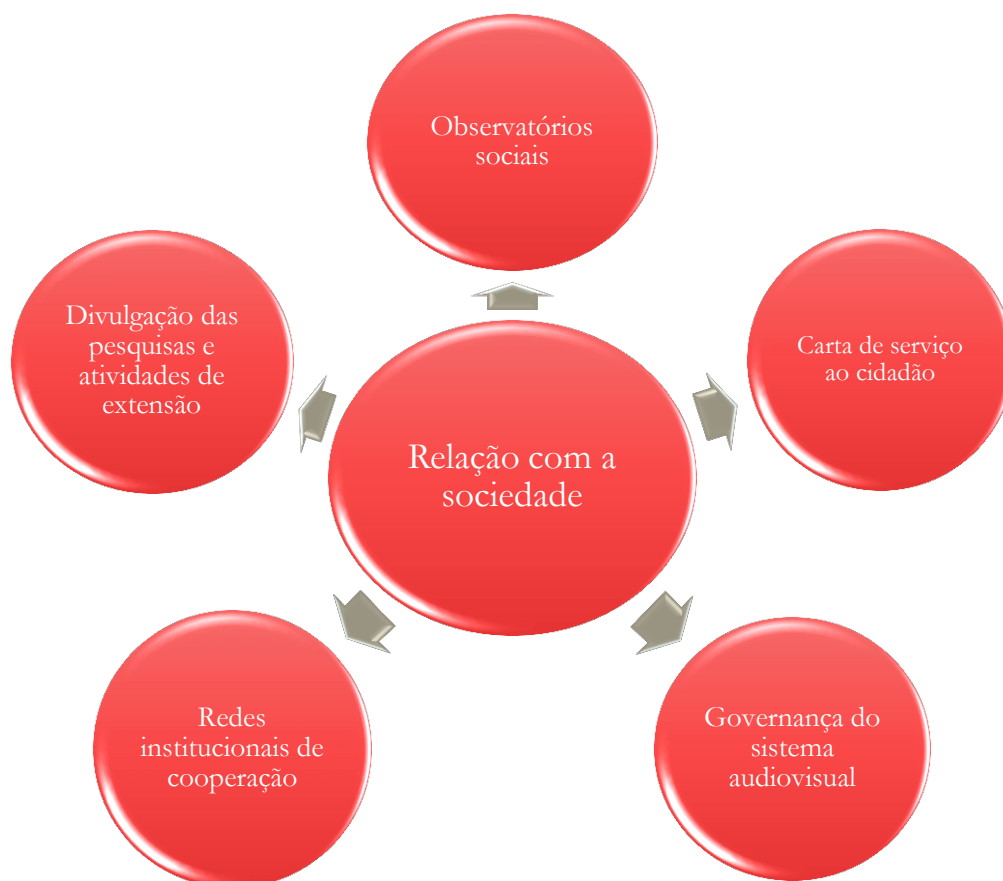 Observatórios
sociais
Divulgação das
pesquisas e
atividades de
extensão
Carta de serviço
ao cidadão
Relação com a
sociedade
Redes
institucionais de
cooperação
Governança do
sistema
audiovisual